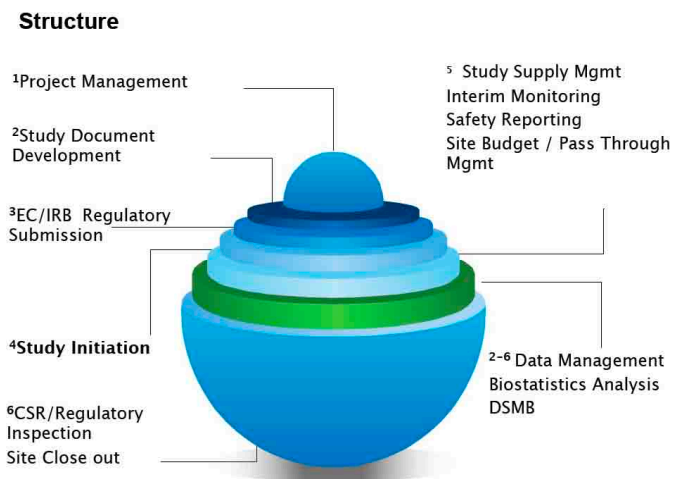 Structure
¹Project Management
²Study Document
Development
³EC/IRB Regulatory
Submission
⁴Study Initiation
⁶CSR/Regulatory
Inspection
Site Close out
⁵ Study Supply Mgmt
Interim Monitoring
Safety Reporting
Site Budget / Pass Through
Mgmt
²⁻⁶ Data Management
Biostatistics Analysis
DSMB